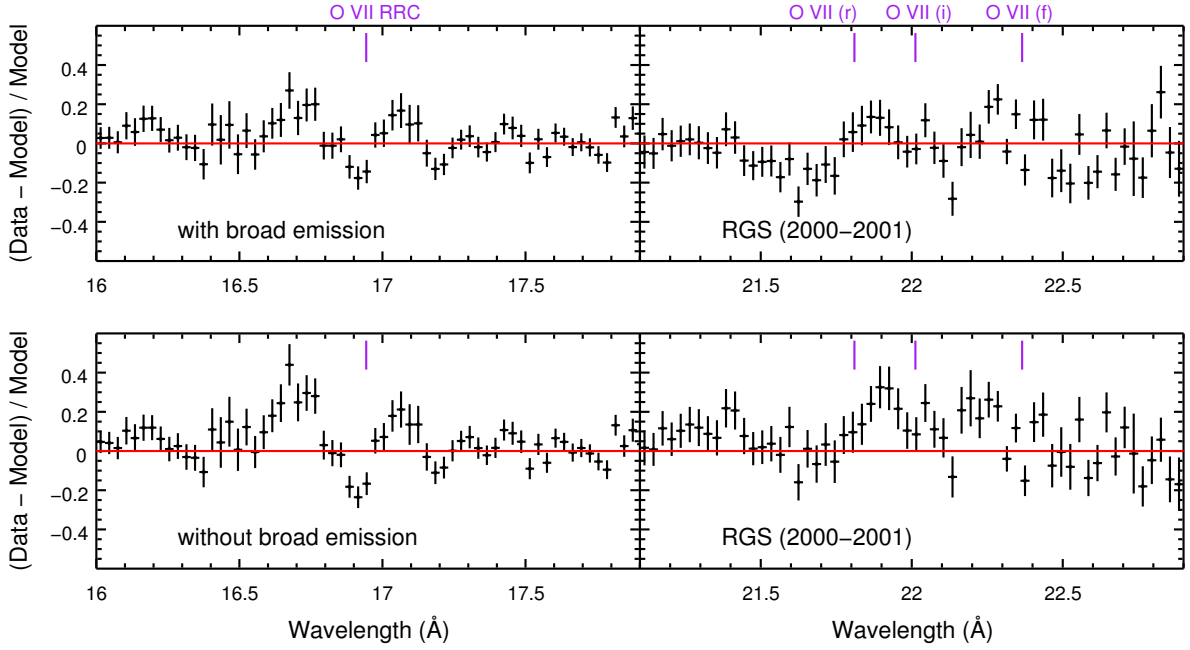 O VII RRC O VII (r) O VII (i) O VII (f)
(Data − Model) / Model
0.4
0.2
0
−0.2
−0.4
with broad emission
RGS (2000−2001)
16 16.5 17 17.5 21.5 22 22.5
(Data − Model) / Model
0.4
0.2
0
−0.2
−0.4
without broad emission
RGS (2000−2001)
16 16.5 17 17.5 21.5 22 22.5
Wavelength (Å) Wavelength (Å)